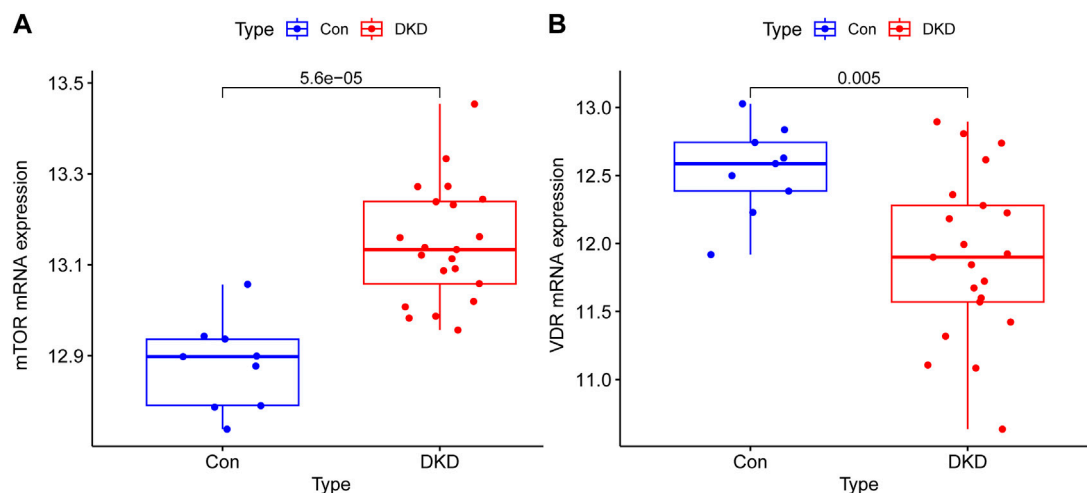 A
Type Con DKD
mTOR mRNA expression
13.5
13.3
13.1
12.9
5.6e−05
Con DKD
Type
B
Type Con DKD
VDR mRNA expression
13.0
12.5
12.0
11.5
11.0
0.005
Con DKD
Type